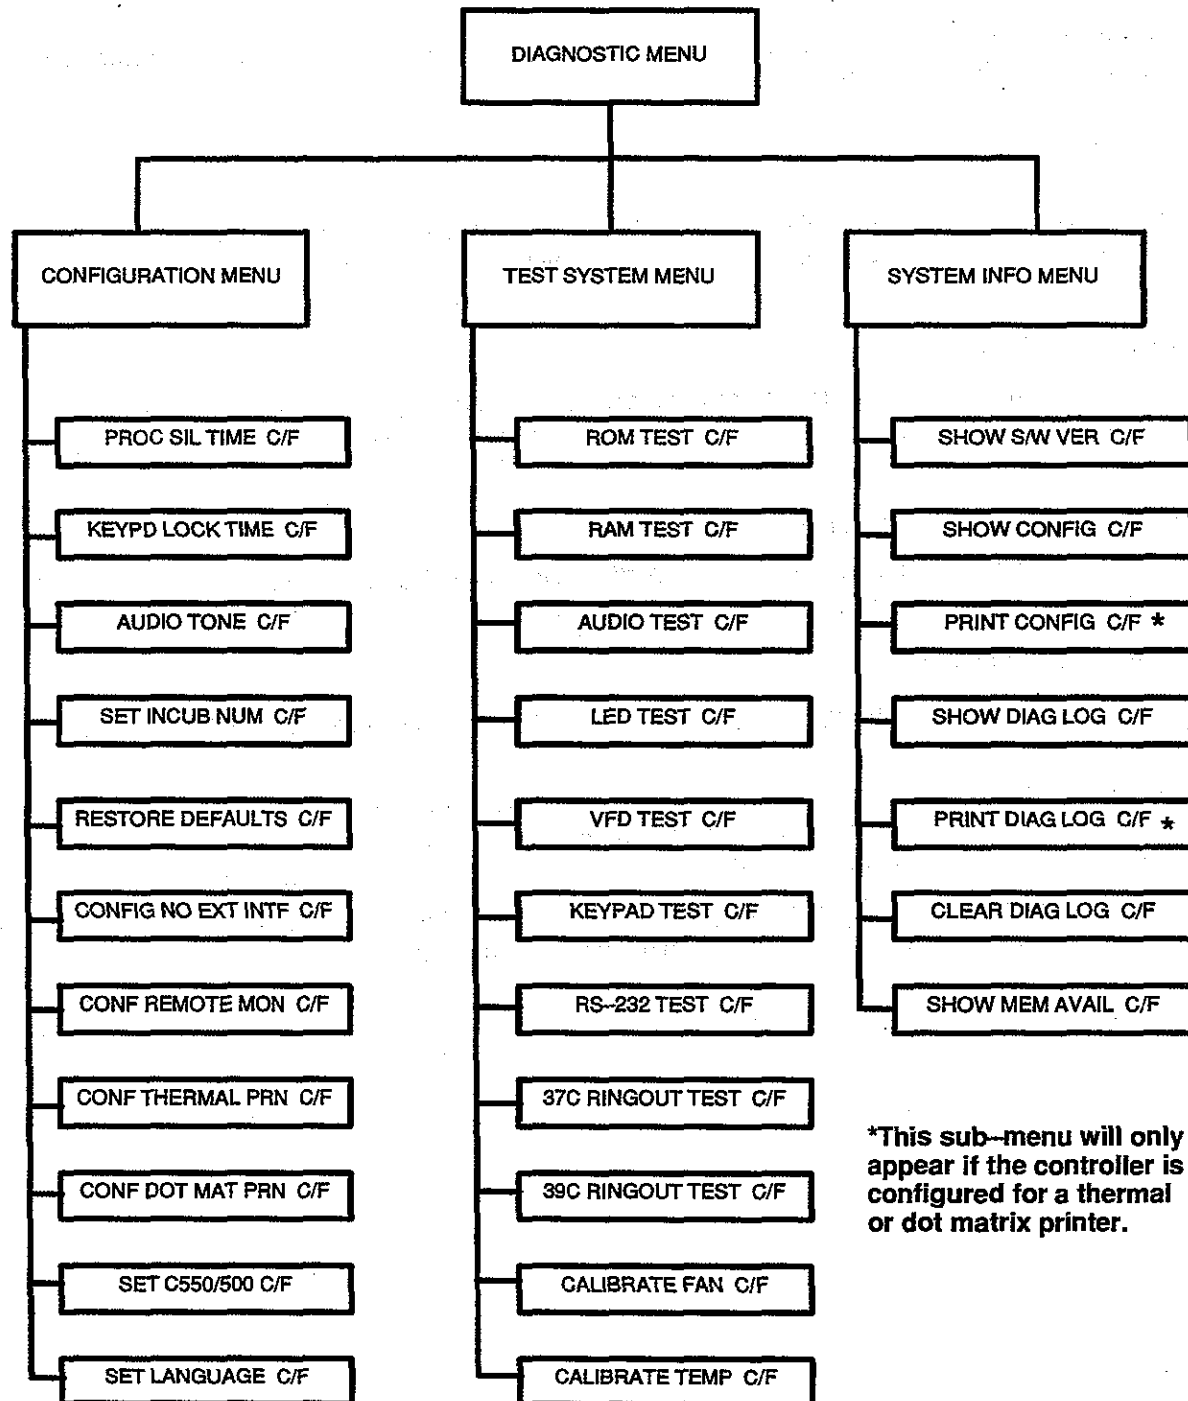 DIAGNOSTIC MENU
CONFIGURATION MENU
TEST SYSTEM MENU
SYSTEM INFO MENU
PROC SIL TIME C/F
KEYPD LOCK TIME C/F
AUDIO TONE C/F
SET INCUB NUM C/F
RESTORE DEFAULTS C/F
CONFIG NO EXT INTF C/F
CONF REMOTE MON C/F
CONF THERMAL PRN C/F
CONF DOT MAT PRN C/F
SET C550/500 C/F
SET LANGUAGE C/F
ROM TEST C/F
RAM TEST C/F
AUDIO TEST C/F
LED TEST C/F
VFD TEST C/F
KEYPAD TEST C/F
RS--232 TEST C/F
37C RINGOUT TEST C/F
39C RINGOUT TEST C/F
CALIBRATE FAN C/F
CALIBRATE TEMP C/F
SHOW S/W VER C/F
SHOW CONFIG C/F
PRINT CONFIG C/F *
SHOW DIAG LOG C/F
PRINT DIAG LOG C/F *
CLEAR DIAG LOG C/F
SHOW MEM AVAIL C/F
*This sub--menu will only
appear if the controller is
configured for a thermal
or dot matrix printer.